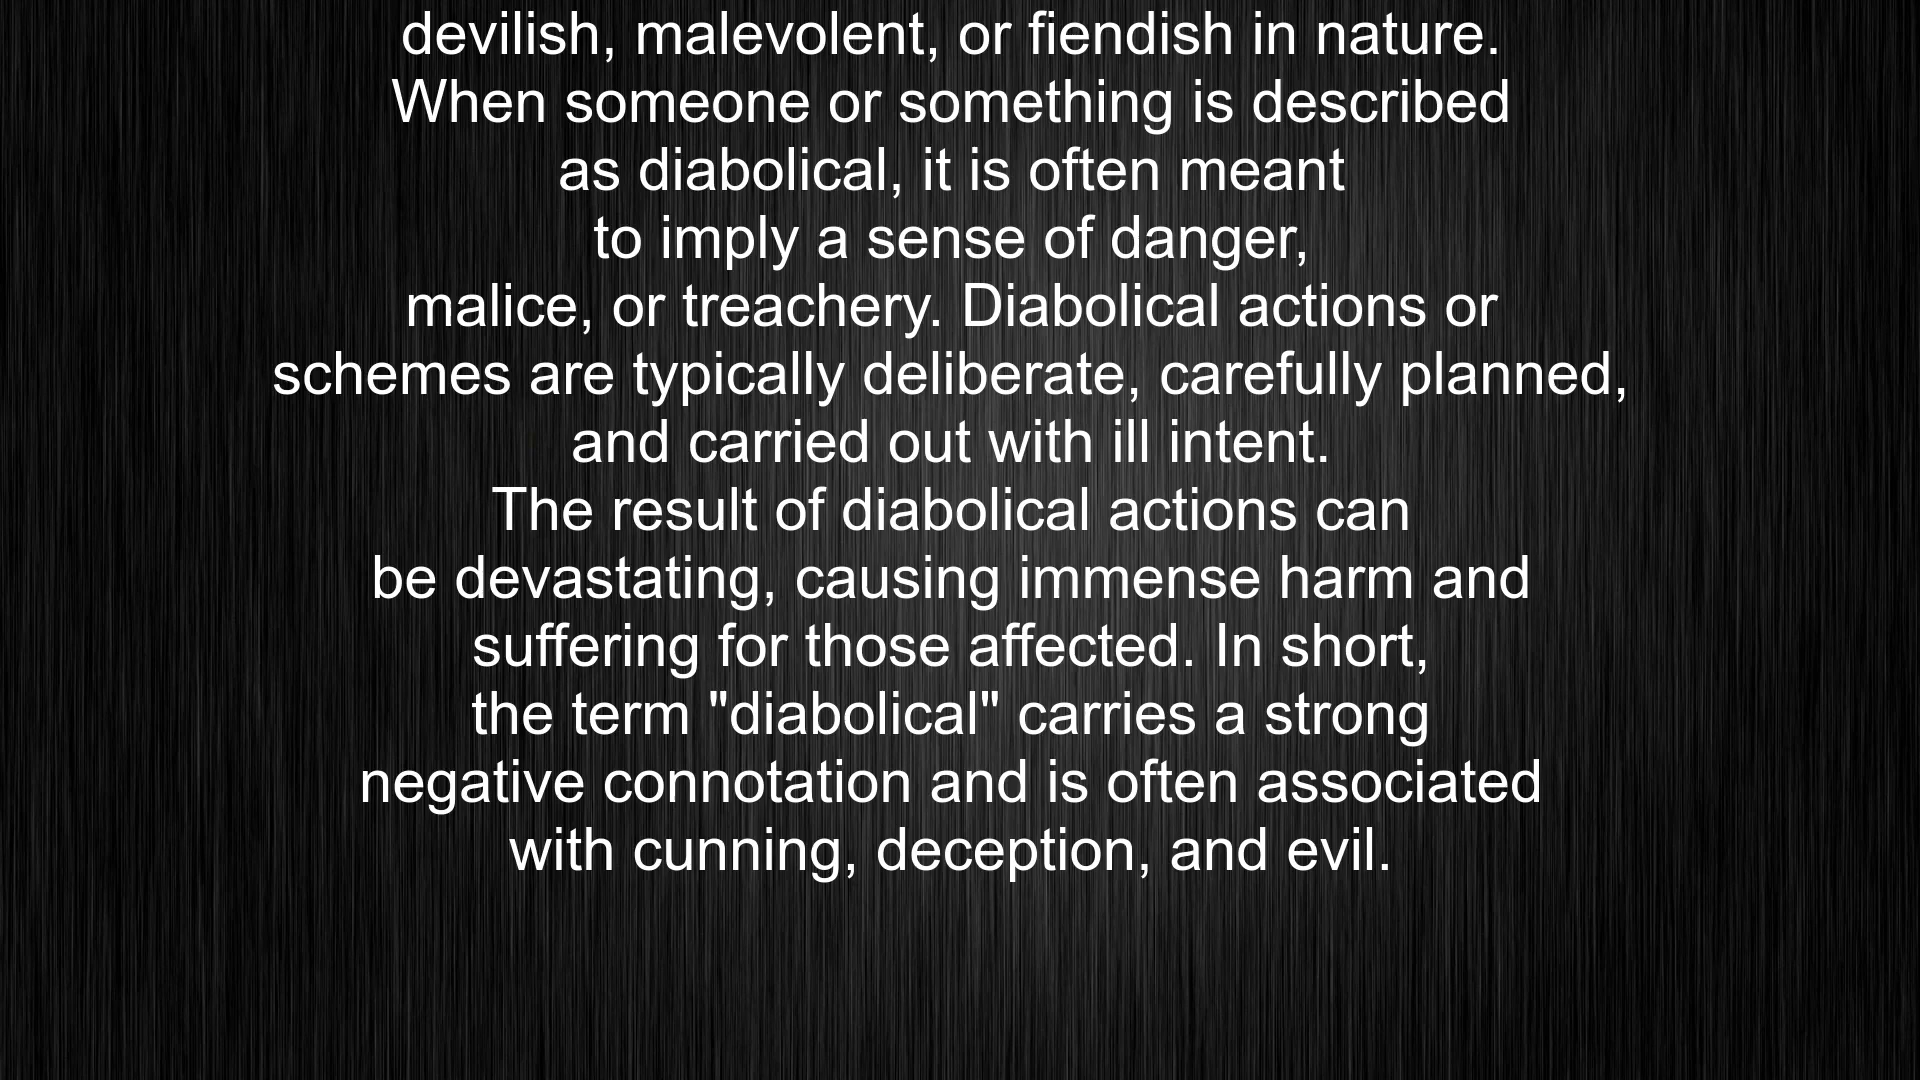 devilish, malevolent, or fiendish in nature.
When someone or something is described
as diabolical, it is often meant
to imply a sense of danger,
malice, or treachery. Diabolical actions or
schemes are typically deliberate, carefully planned,
and carried out with ill intent.
The result of diabolical actions can
be devastating, causing immense harm and
suffering for those affected. In short,
the term "diabolical" carries a strong
negative connotation and is often associated
with cunning, deception, and evil.